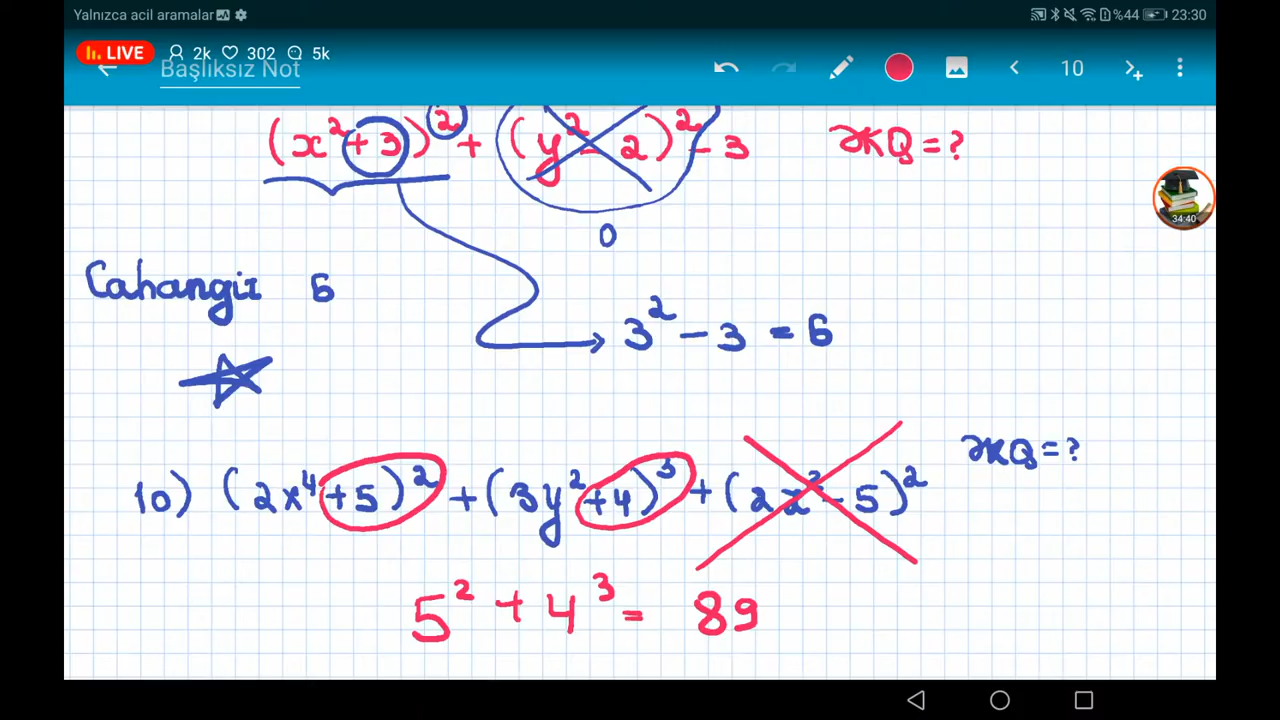 Yalnızca acil aramalar %44 23:30
LIVE 2k 302 5k
Başlıksız Not 10
(x² + 3)² + (y² - 2)² - 3 ƏKQ = ?
0
34:40
Cahangir 6
3² - 3 = 6
10) (2x⁴ + 5)² + (3y² + 4)³ + (2x² - 5)² ƏKQ = ?
5² + 4³ = 89